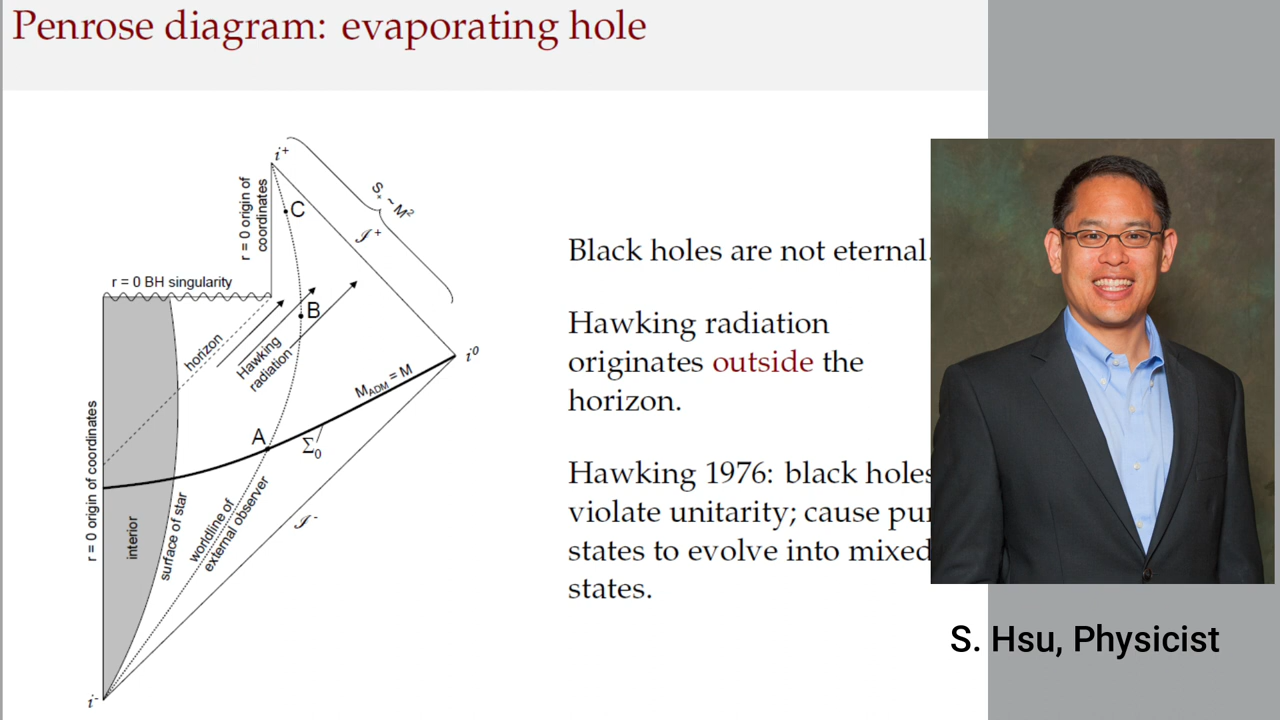 Penrose diagram: evaporating hole
i⁺
C
r = 0 origin of
coordinates
S₊ ~ M²
𝓘⁺
r = 0 BH singularity
B
horizon
Hawking
radiation
i⁰
M_ADM = M
A
Σ₀
r = 0 origin of coordinates
interior
surface of star
worldline of
external observer
𝓘⁻
i⁻
Black holes are not eternal.
Hawking radiation
originates outside the
horizon.
Hawking 1976: black holes
violate unitarity; cause pur
states to evolve into mixed
states.
S. Hsu, Physicist